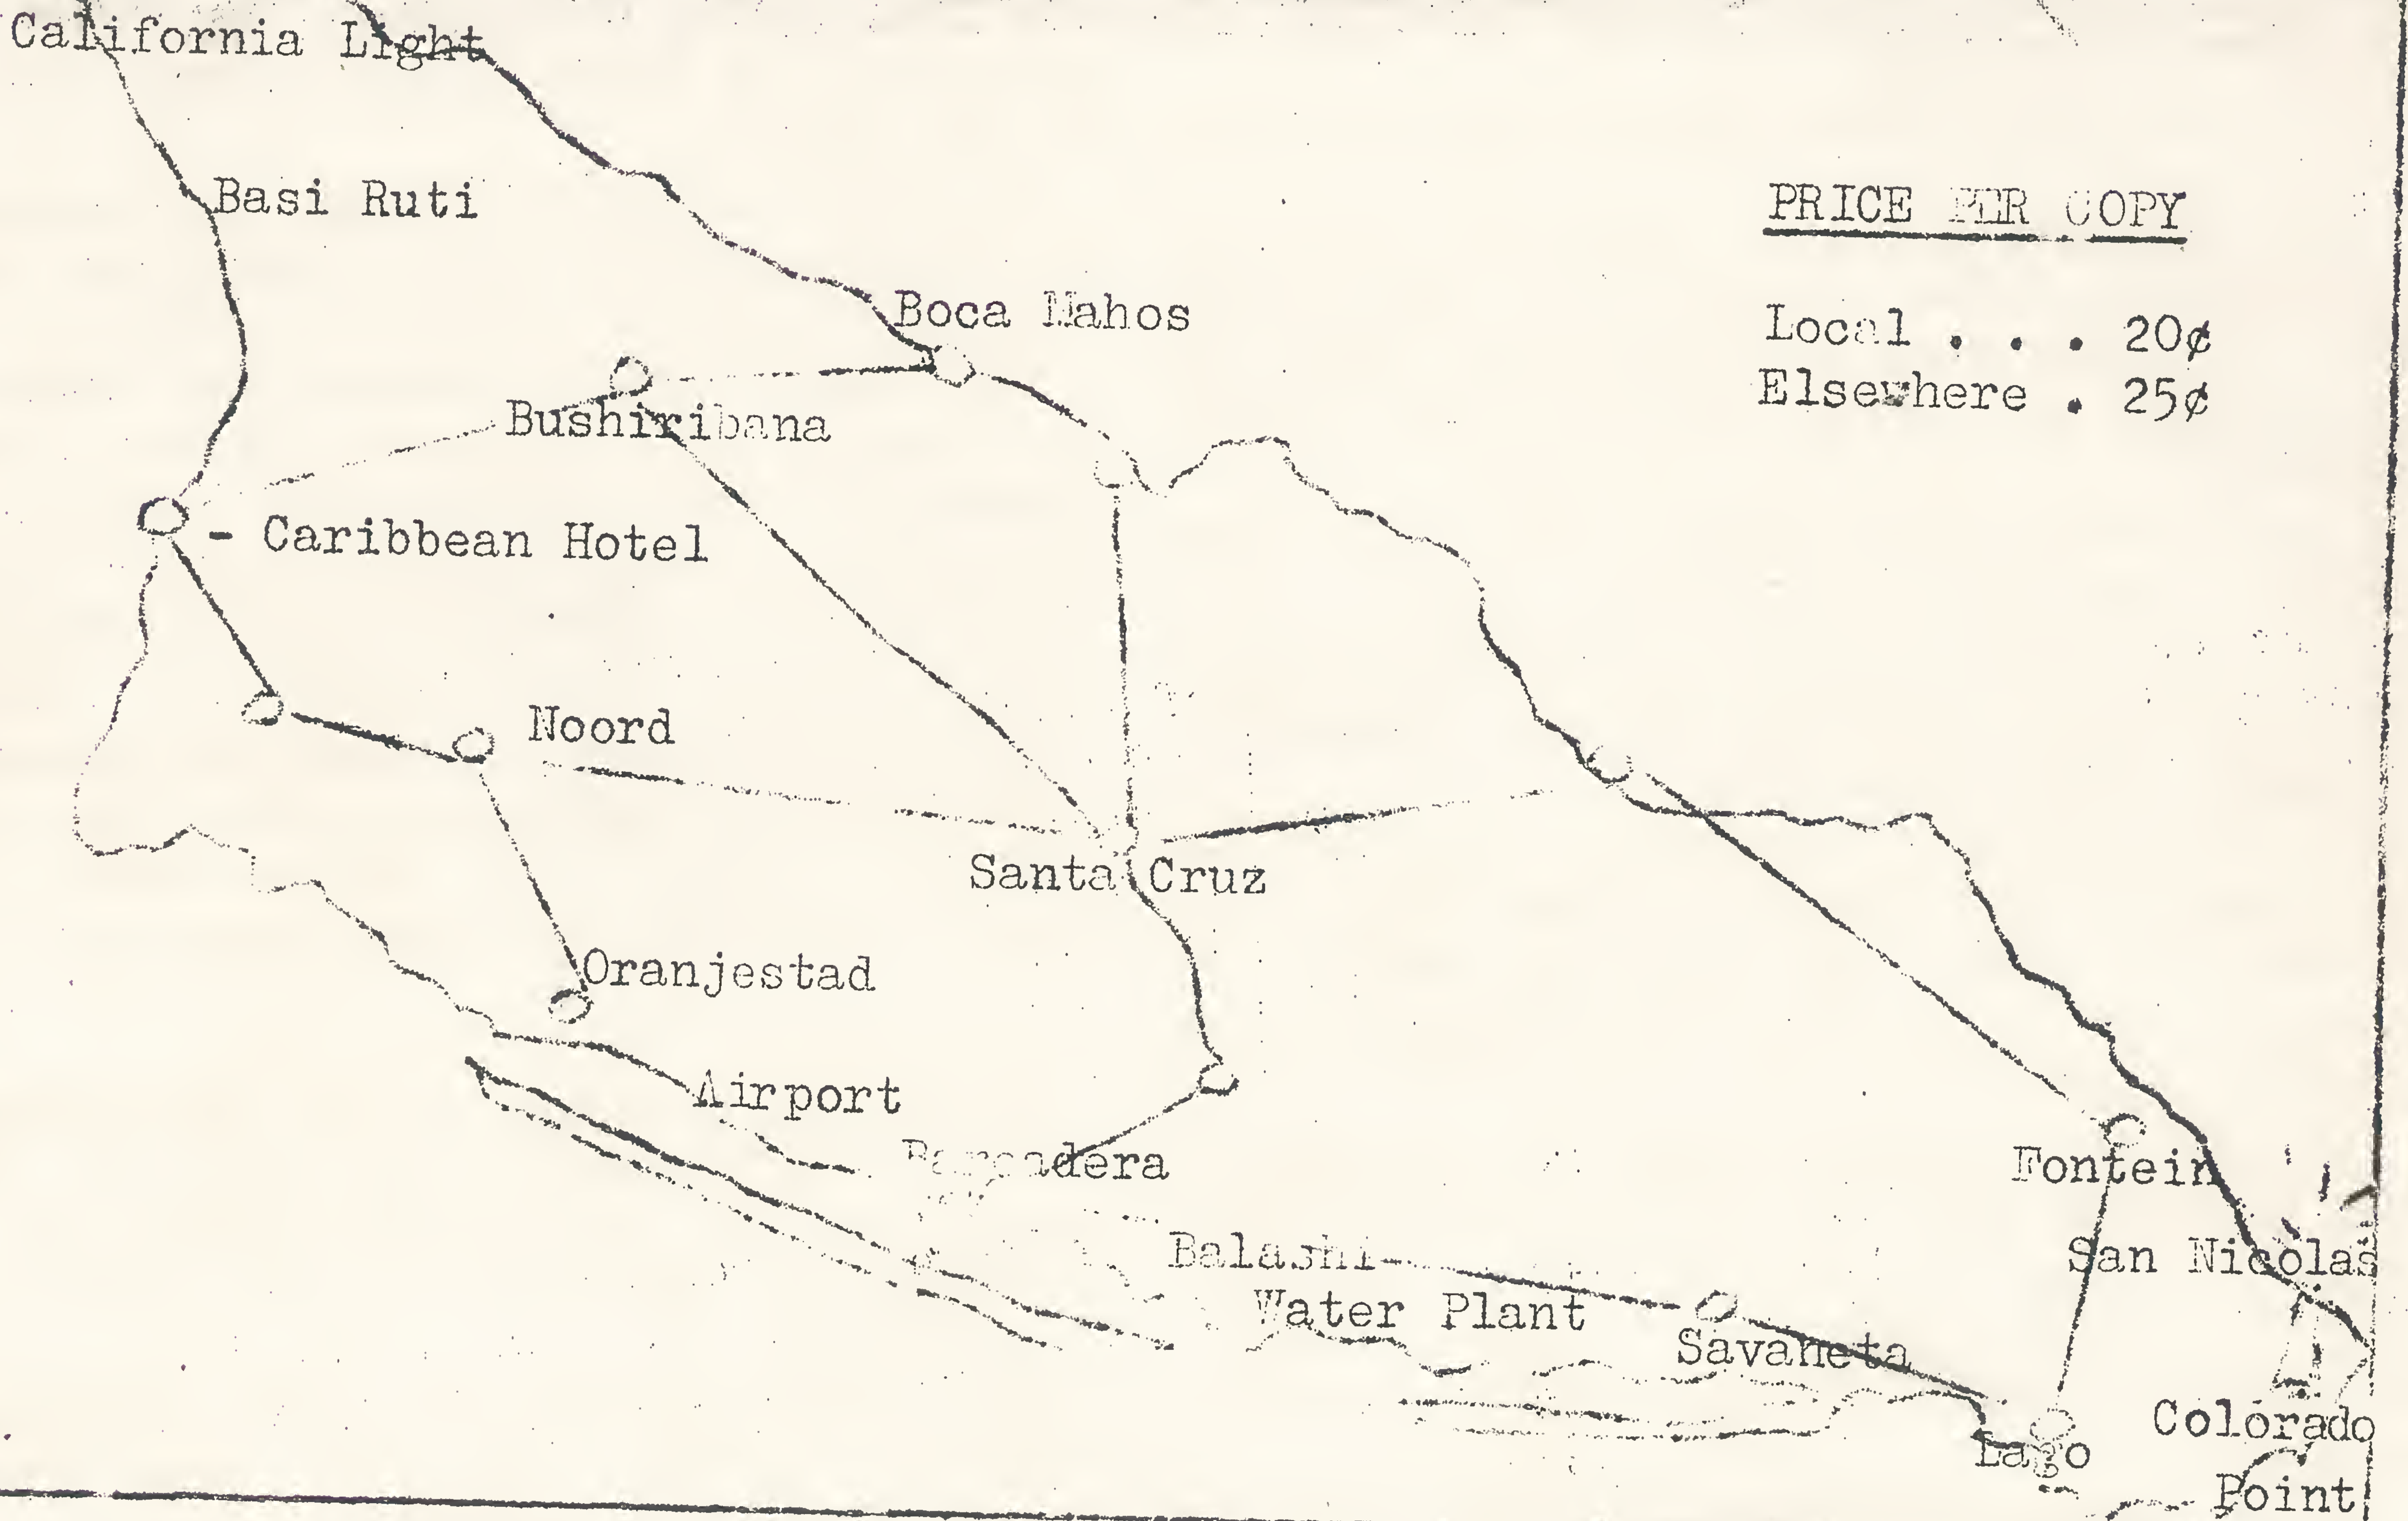 California Light
Basi Ruti
PRICE PER COPY
Local . . . 20¢
Elsewhere . 25¢
Boca Mahos
Bushiribana
- Caribbean Hotel
Noord
Santa Cruz
Oranjestad
Airport
Barcadera
Fontein
Balashi
Water Plant
San Nicolas
Savaneta
Lago
Colorado
Point